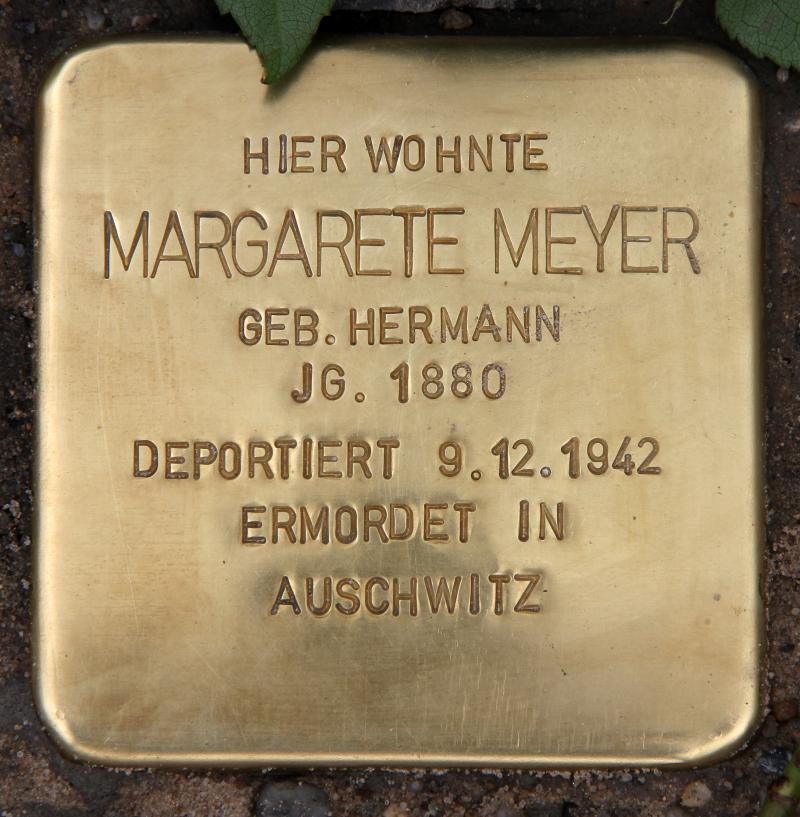 HIER WOHNTE
MARGARETE MEYER
GEB. HERMANN
JG. 1880
DEPORTIERT 9.12.1942
ERMORDET IN
AUSCHWITZ